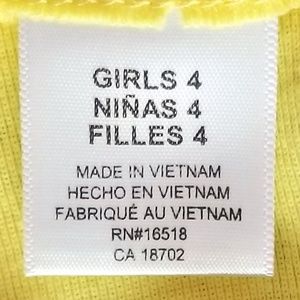 GIRLS 4
NIÑAS 4
FILLES 4
MADE IN VIETNAM
HECHO EN VIETNAM
FABRIQUÉ AU VIETNAM
RN#16518
CA 18702